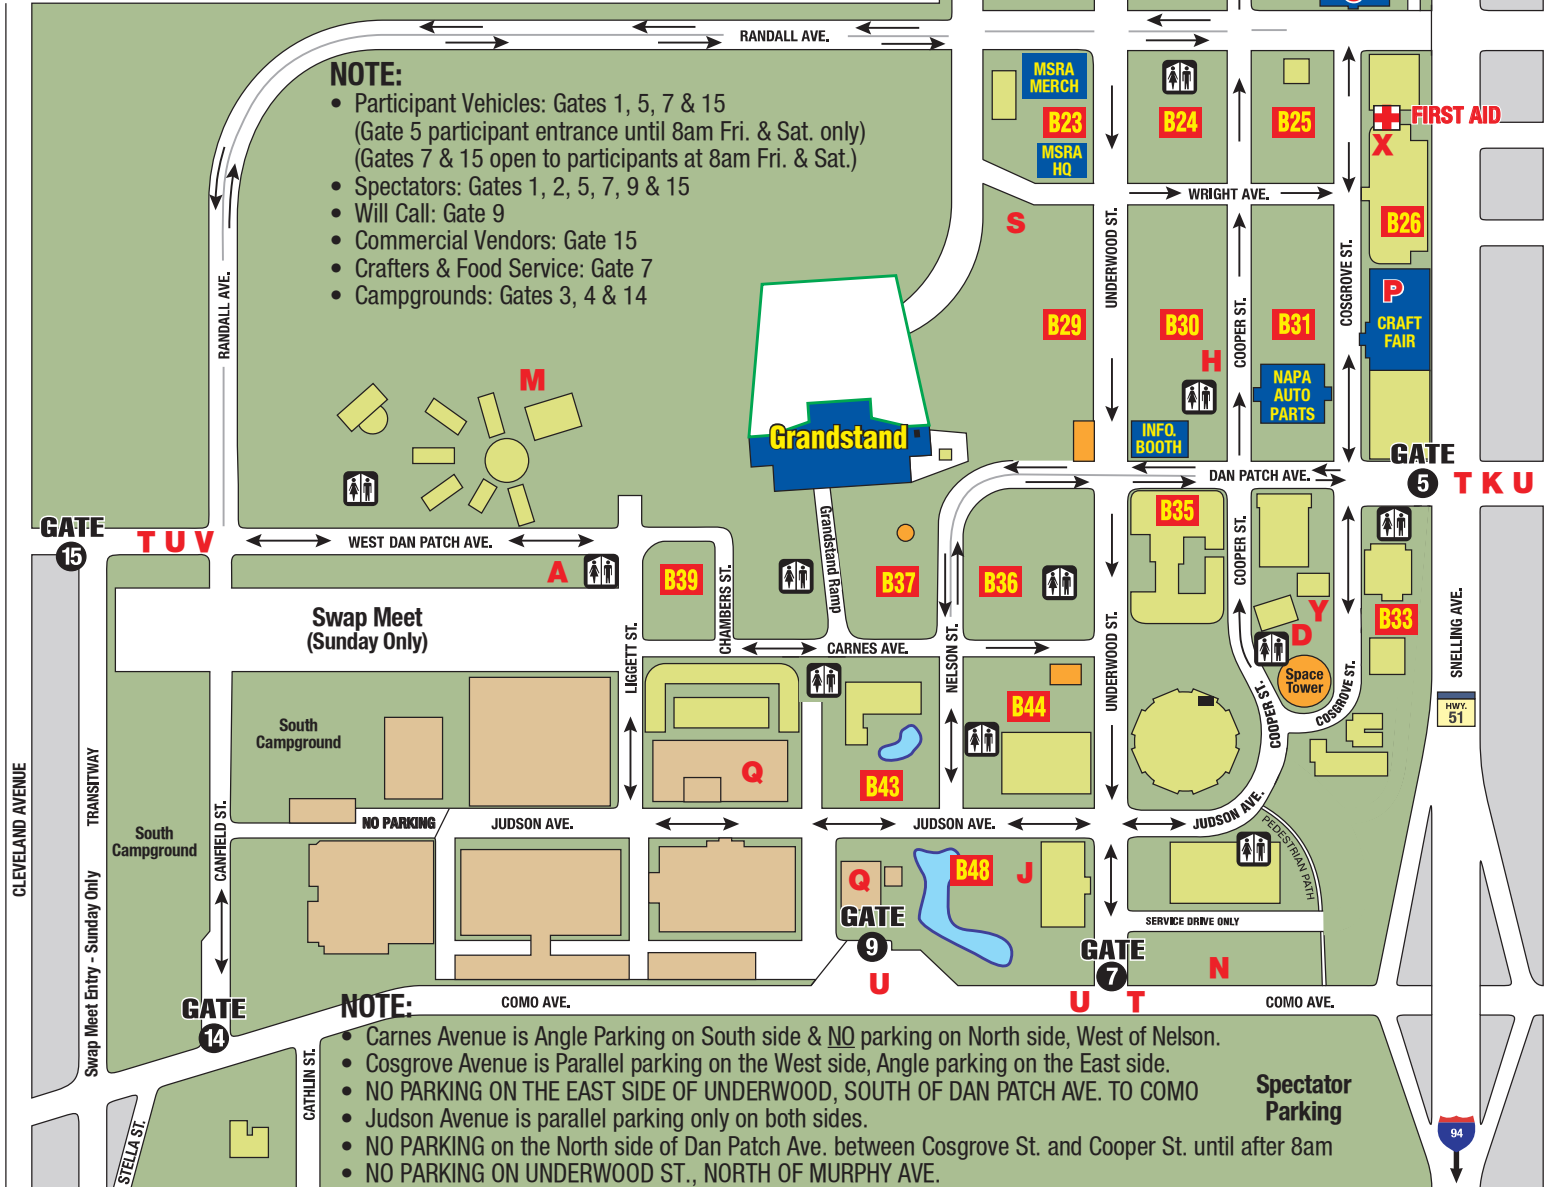 RANDALL AVE.
NOTE:
• Participant Vehicles: Gates 1, 5, 7 & 15
(Gate 5 participant entrance until 8am Fri. & Sat. only)
(Gates 7 & 15 open to participants at 8am Fri. & Sat.)
• Spectators: Gates 1, 2, 5, 7, 9 & 15
• Will Call: Gate 9
• Commercial Vendors: Gate 15
• Crafters & Food Service: Gate 7
• Campgrounds: Gates 3, 4 & 14
MSRA
MERCH
B23
MSRA
HQ
B24
B25
FIRST AID
X
WRIGHT AVE.
S
B26
UNDERWOOD ST.
COOPER ST.
COSGROVE ST.
RANDALL AVE.
P
CRAFT
FAIR
B29
B30
B31
H
M
NAPA
AUTO
PARTS
Grandstand
INFO.
BOOTH
GATE
5
T K U
DAN PATCH AVE.
GATE
15
T U V
WEST DAN PATCH AVE.
Grandstand Ramp
B35
A
B39
CHAMBERS ST.
B37
B36
COOPER ST.
Y
D
B33
SNELLING AVE.
Swap Meet
(Sunday Only)
LIGGETT ST.
CARNES AVE.
NELSON ST.
UNDERWOOD ST.
Space
Tower
COOPER ST.
COSGROVE ST.
HWY.
51
South
Campground
B44
Q
B43
CLEVELAND AVENUE
TRANSITWAY
Swap Meet Entry - Sunday Only
South
Campground
CANFIELD ST.
NO PARKING
JUDSON AVE.
JUDSON AVE.
JUDSON AVE.
PEDESTRIAN PATH
Q
B48
J
GATE
9
SERVICE DRIVE ONLY
GATE
7
N
U
U
T
GATE
14
COMO AVE.
COMO AVE.
NOTE:
• Carnes Avenue is Angle Parking on South side & NO parking on North side, West of Nelson.
• Cosgrove Avenue is Parallel parking on the West side, Angle parking on the East side.
• NO PARKING ON THE EAST SIDE OF UNDERWOOD, SOUTH OF DAN PATCH AVE. TO COMO
• Judson Avenue is parallel parking only on both sides.
• NO PARKING on the North side of Dan Patch Ave. between Cosgrove St. and Cooper St. until after 8am
• NO PARKING ON UNDERWOOD ST., NORTH OF MURPHY AVE.
Spectator
Parking
CATHLIN ST.
STELLA ST.
94